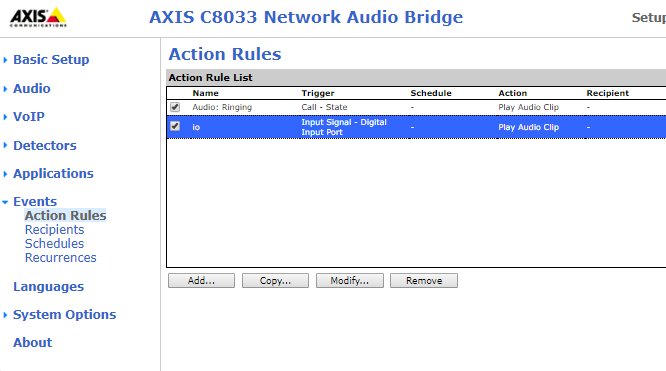 AXIS
COMMUNICATIONS
AXIS C8033 Network Audio Bridge
Setup
Basic Setup
Audio
VoIP
Detectors
Applications
Events
Action Rules
Recipients
Schedules
Recurrences
Languages
System Options
About
Action Rules
Action Rule List
Name Trigger Schedule Action Recipient
Audio: Ringing Call - State - Play Audio Clip -
io Input Signal - Digital Input Port - Play Audio Clip -
Add... Copy... Modify... Remove